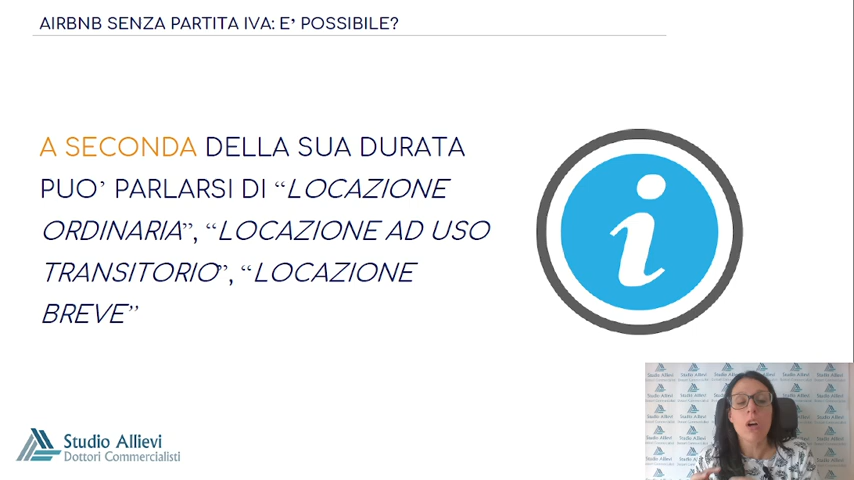 AIRBNB SENZA PARTITA IVA: E’ POSSIBILE?
A SECONDA DELLA SUA DURATA
PUO’ PARLARSI DI “LOCAZIONE
ORDINARIA”, “LOCAZIONE AD USO
TRANSITORIO”, “LOCAZIONE
BREVE”
i
Studio Allievi
Dottori Commercialisti